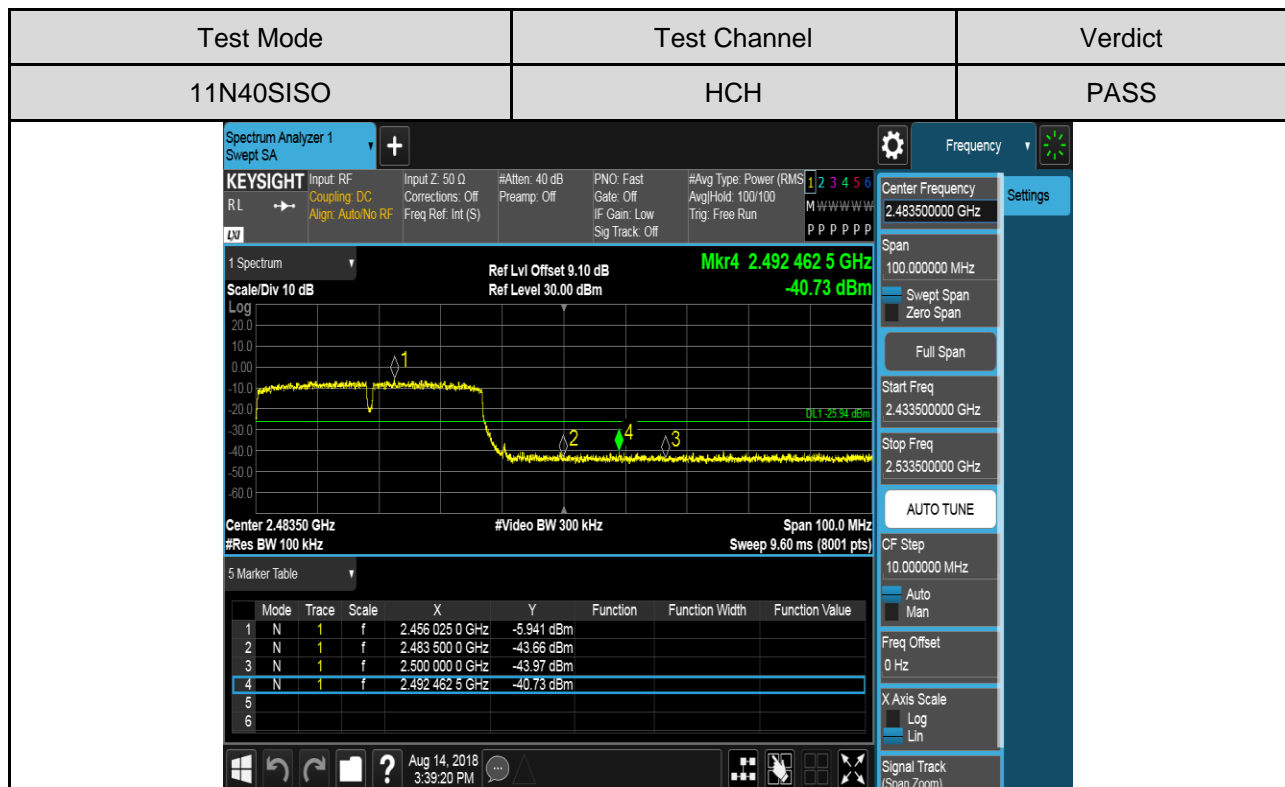 Test Mode Test Channel Verdict
11N40SISO HCH PASS
Spectrum Analyzer 1
Swept SA
+
Frequency
KEYSIGHT
RL
LXI
Input: RF
Coupling: DC
Align: Auto/No RF
Input Z: 50 Ω
Corrections: Off
Freq Ref: Int (S)
#Atten: 40 dB
Preamp: Off
PNO: Fast
Gate: Off
IF Gain: Low
Sig Track: Off
#Avg Type: Power (RMS
Avg|Hold: 100/100
Trig: Free Run
1 2 3 4 5 6
M W W W W W
P P P P P P
1 Spectrum
Scale/Div 10 dB
Ref Lvl Offset 9.10 dB
Ref Level 30.00 dBm
Mkr4 2.492 462 5 GHz
-40.73 dBm
Log
20.0
10.0
0.00
-10.0
-20.0
-30.0
-40.0
-50.0
-60.0
1
DL1 -25.94 dBm
2 4 3
Center 2.48350 GHz #Video BW 300 kHz Span 100.0 MHz
#Res BW 100 kHz Sweep 9.60 ms (8001 pts)
5 Marker Table
Mode Trace Scale X Y Function Function Width Function Value
1 N 1 f 2.456 025 0 GHz -5.941 dBm
2 N 1 f 2.483 500 0 GHz -43.66 dBm
3 N 1 f 2.500 000 0 GHz -43.97 dBm
4 N 1 f 2.492 462 5 GHz -40.73 dBm
5
6
?
Aug 14, 2018
3:39:20 PM
Center Frequency
2.483500000 GHz
Settings
Span
100.000000 MHz
Swept Span
Zero Span
Full Span
Start Freq
2.433500000 GHz
Stop Freq
2.533500000 GHz
AUTO TUNE
CF Step
10.000000 MHz
Auto
Man
Freq Offset
0 Hz
X Axis Scale
Log
Lin
Signal Track
(Span Zoom)